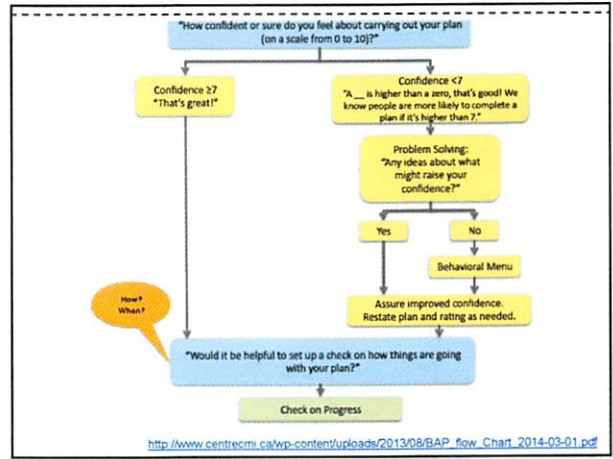 "How confident or sure do you feel about carrying out your plan
(on a scale from 0 to 10)?"
Confidence ≥7
"That's great!"
Confidence <7
"A __ is higher than a zero, that's good! We
know people are more likely to complete a
plan if it's higher than 7."
Problem Solving:
"Any ideas about what
might raise your
confidence?"
Yes
No
Behavioral Menu
Assure improved confidence.
Restate plan and rating as needed.
How?
When?
"Would it be helpful to set up a check on how things are going
with your plan?"
Check on Progress
http://www.centrecmi.ca/wp-content/uploads/2013/08/BAP_flow_Chart_2014-03-01.pdf